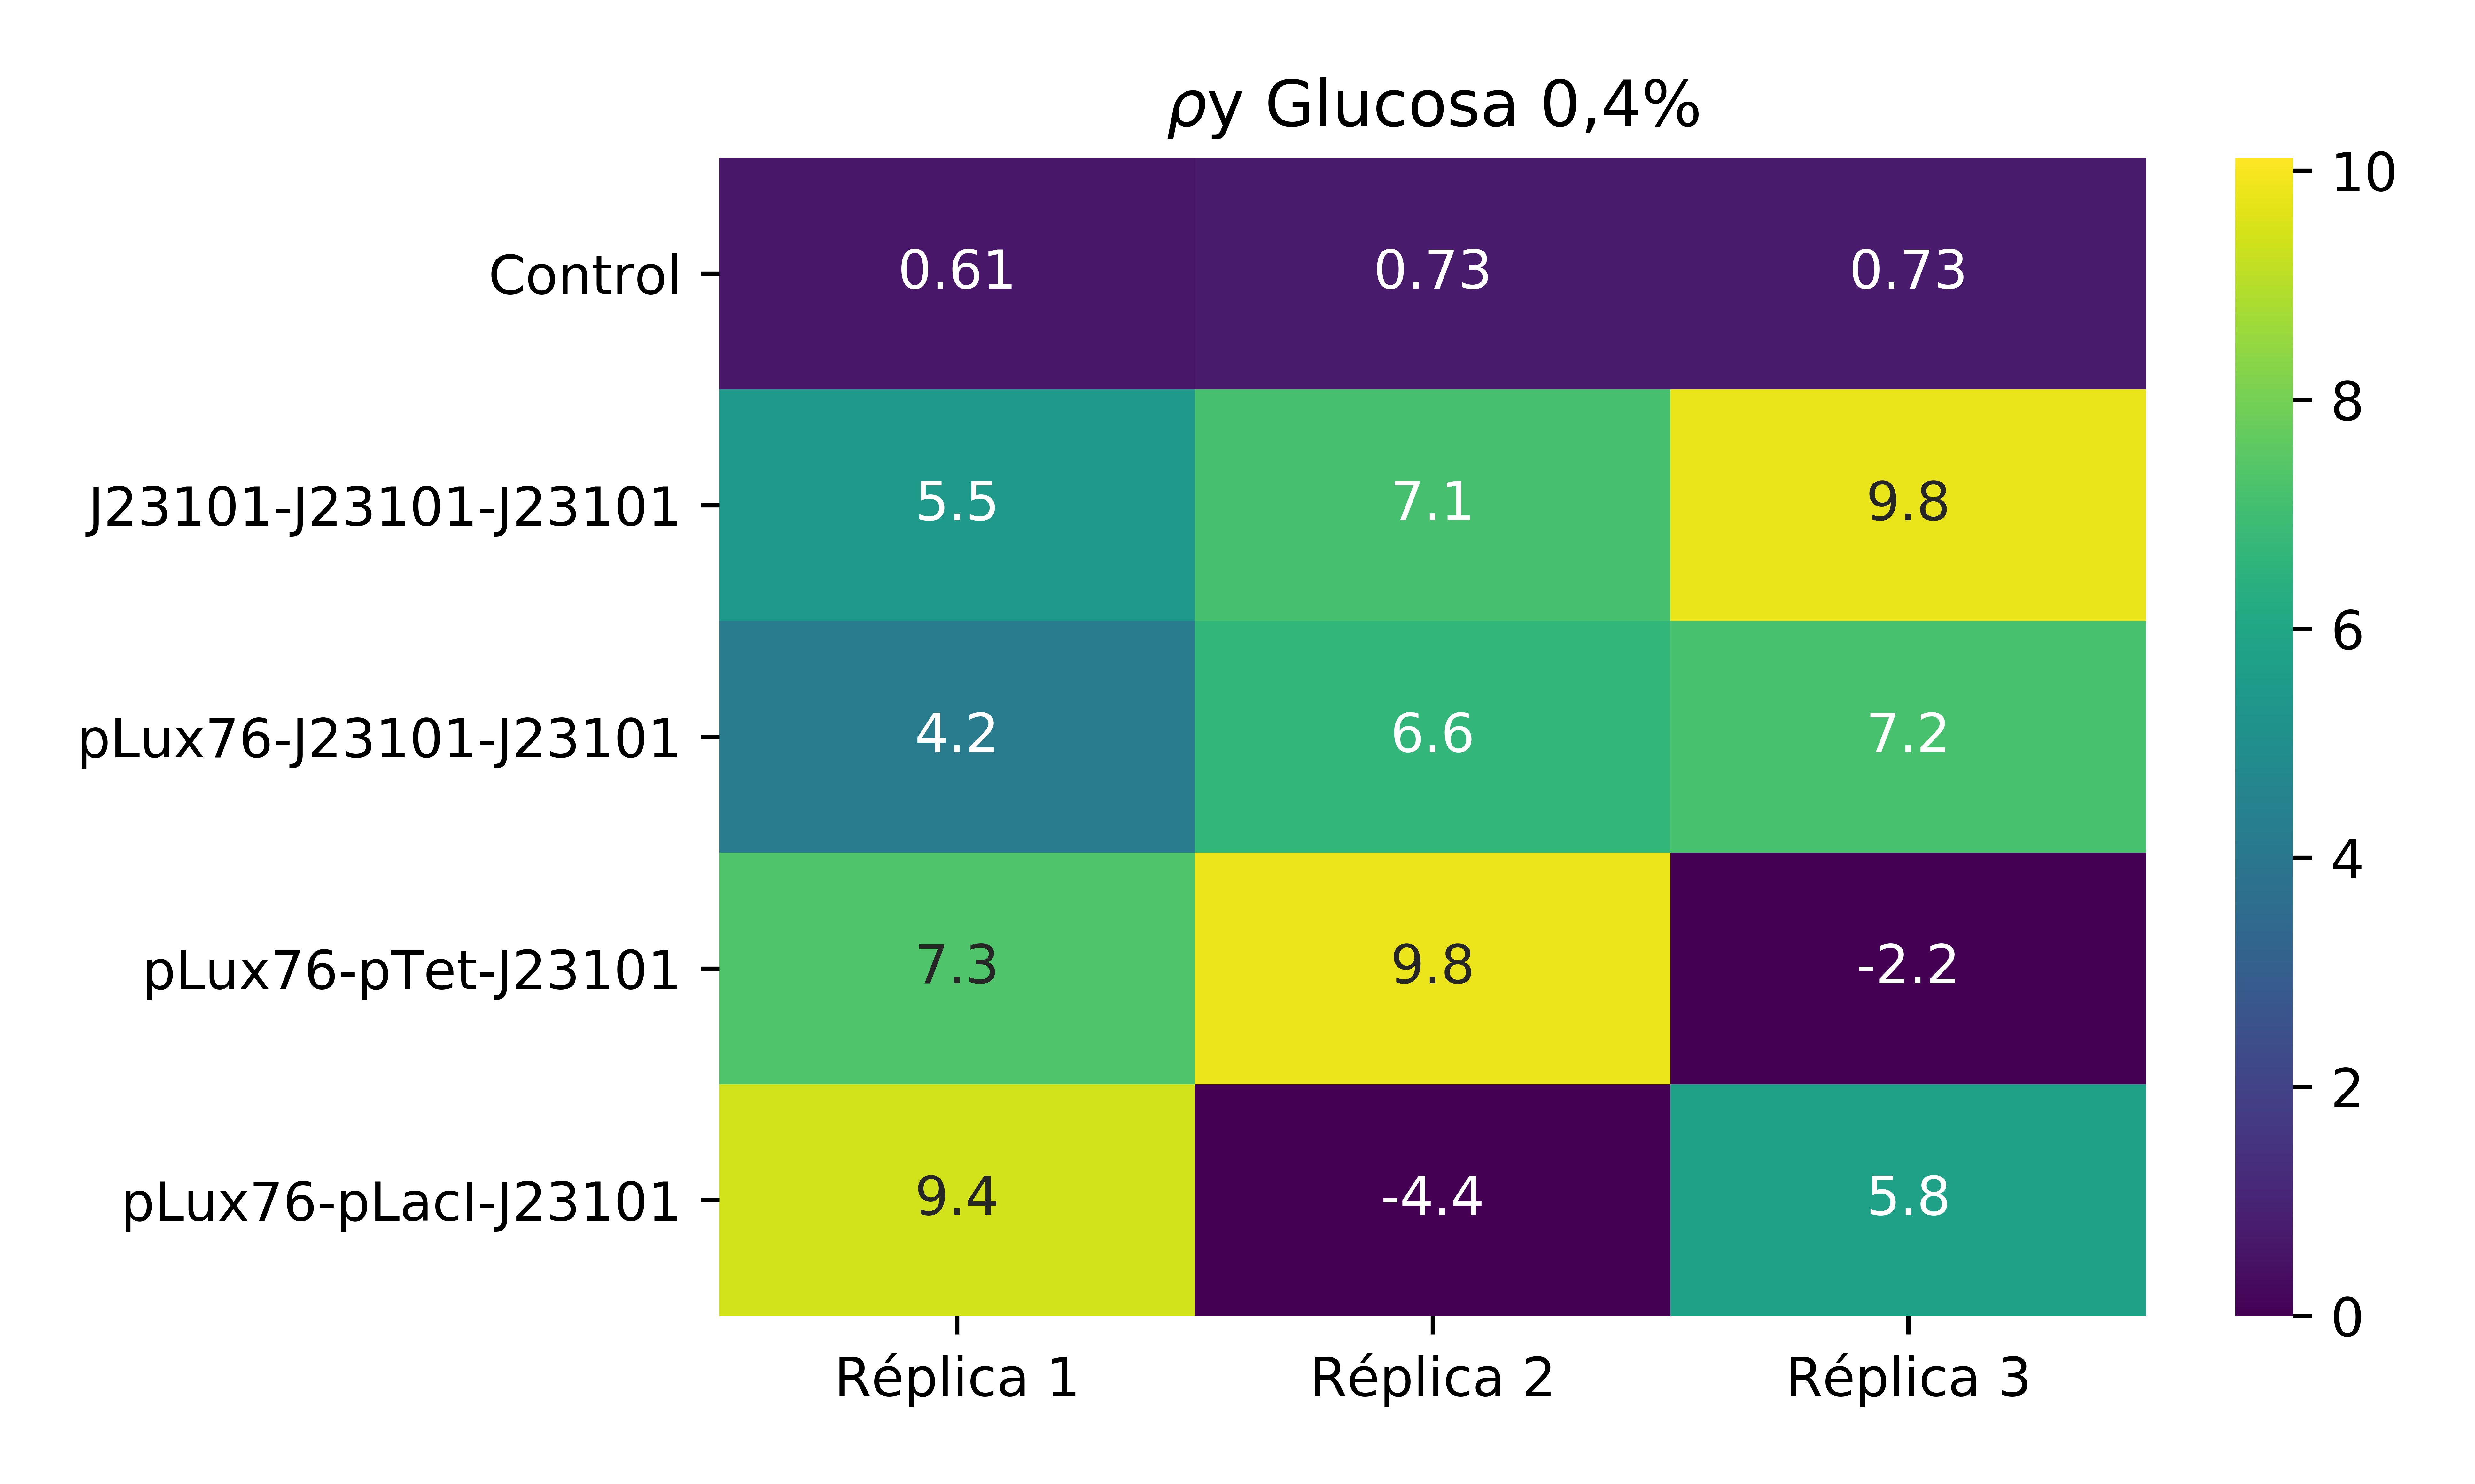 ρy Glucosa 0,4%
Control 0.61 0.73 0.73
J23101-J23101-J23101 5.5 7.1 9.8
pLux76-J23101-J23101 4.2 6.6 7.2
pLux76-pTet-J23101 7.3 9.8 -2.2
pLux76-pLacI-J23101 9.4 -4.4 5.8
Réplica 1 Réplica 2 Réplica 3
10
8
6
4
2
0